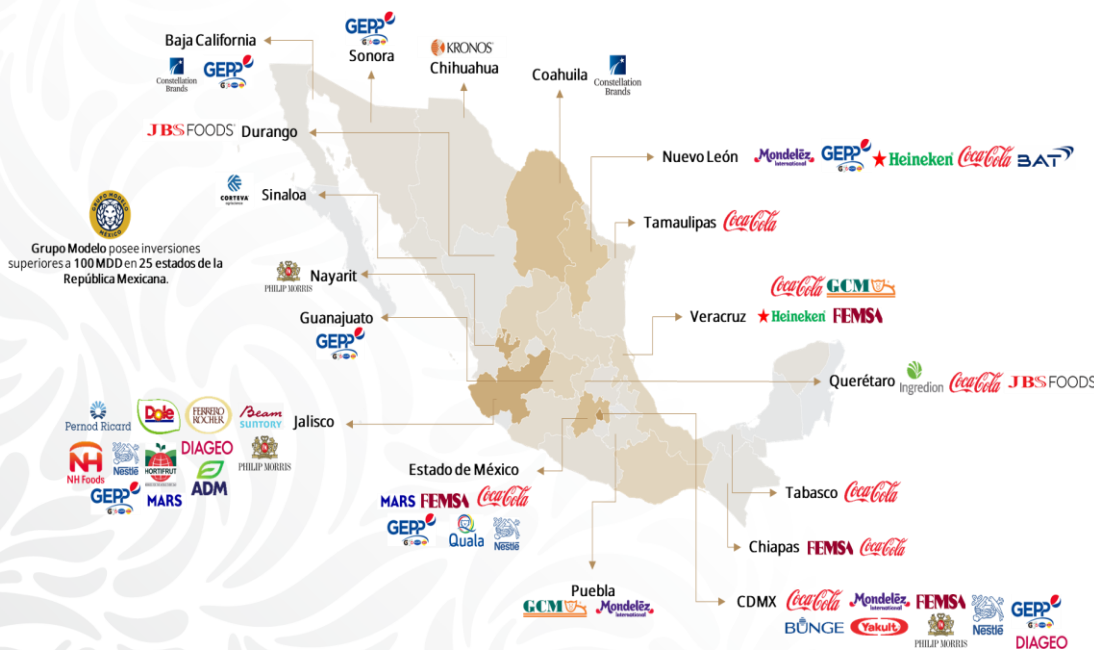 GEPP
Sonora
Baja California
Constellation
Brands
GEPP
KRONOS
Chihuahua
Coahuila
Constellation
Brands
JBS FOODS Durango
Nuevo León Mondelēz International GEPP Heineken Coca-Cola BAT
CORTEVA
agriscience
Sinaloa
Tamaulipas Coca-Cola
GRUPO MODELO
MÉXICO
Grupo Modelo posee inversiones
superiores a 100 MDD en 25 estados de la
República Mexicana.
PHILIP MORRIS
Nayarit
Coca-Cola GCM
Veracruz Heineken FEMSA
Guanajuato
GEPP
Querétaro Ingredion Coca-Cola JBS FOODS
Pernod Ricard Dole FERRERO ROCHER Beam SUNTORY Jalisco
NH Foods Nestlé HORTIFRUT DIAGEO PHILIP MORRIS
GEPP MARS ADM
Estado de México
MARS FEMSA Coca-Cola
GEPP Quala Nestlé
Tabasco Coca-Cola
Chiapas FEMSA Coca-Cola
Puebla
GCM Mondelēz International
CDMX Coca-Cola Mondelēz International FEMSA Nestlé GEPP
BUNGE Yakult PHILIP MORRIS DIAGEO